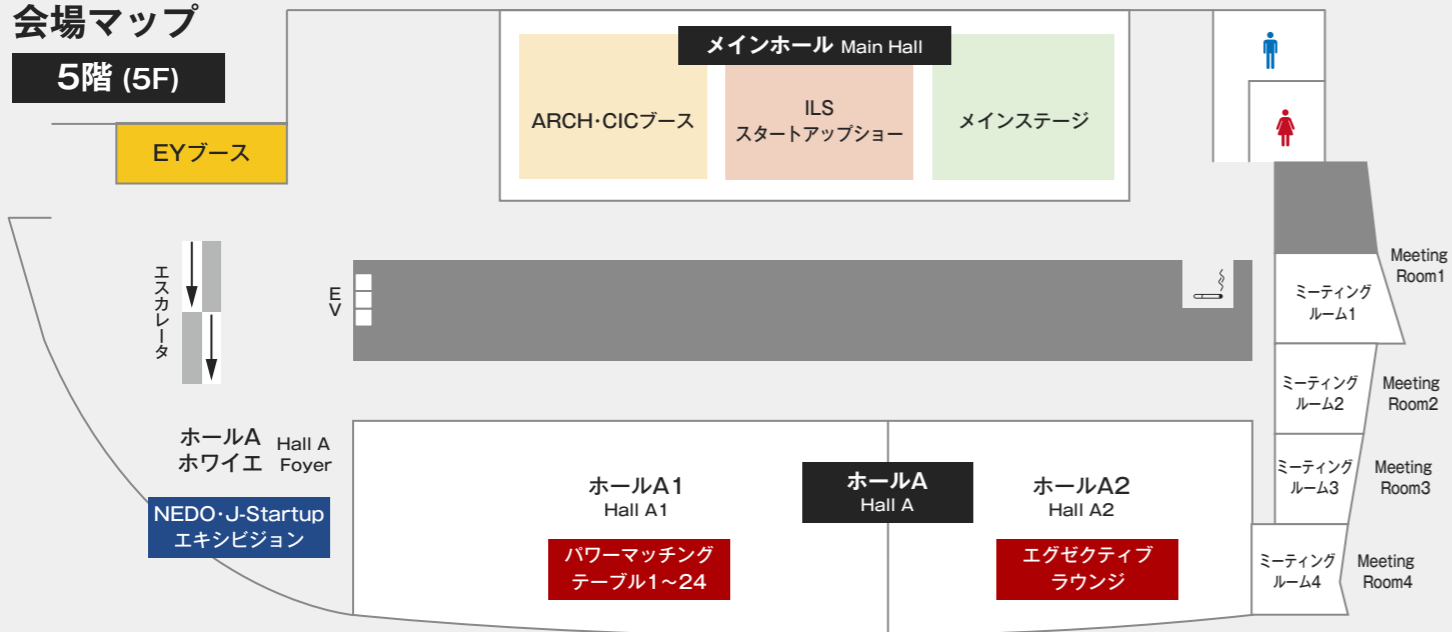 会場マップ
5階 (5F)
メインホール Main Hall
ARCH・CICブース
ILS
スタートアップショー
メインステージ
EYブース
エスカレータ
EV
Meeting
Room1
ミーティング
ルーム1
ミーティング
ルーム2
Meeting
Room2
ミーティング
ルーム3
Meeting
Room3
ミーティング
ルーム4
Meeting
Room4
ホールA
ホワイエ
Hall A
Foyer
NEDO・J-Startup
エキシビジョン
ホールA1
Hall A1
パワーマッチング
テーブル1〜24
ホールA
Hall A
ホールA2
Hall A2
エグゼクティブ
ラウンジ